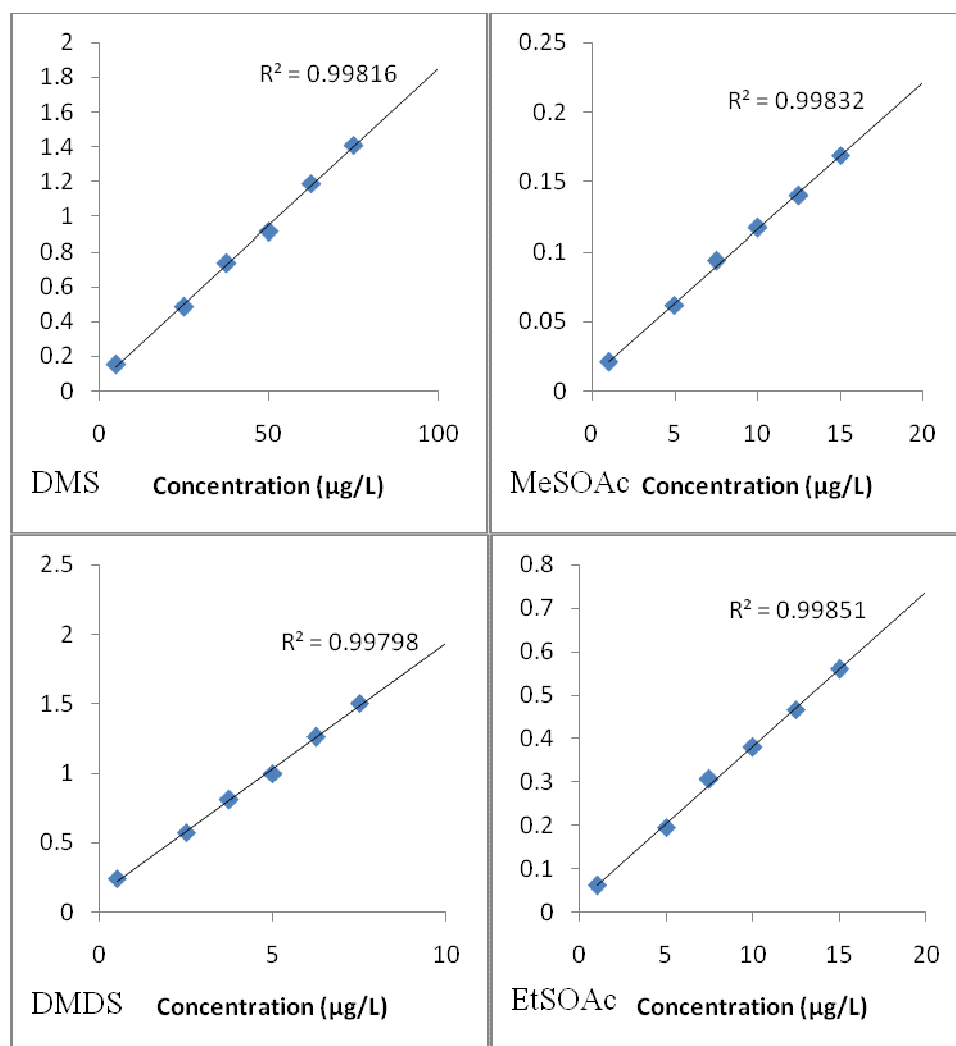 2
1.8
1.6
1.4
1.2
1
0.8
0.6
0.4
0.2
0
R² = 0.99816
0 50 100
DMS Concentration (µg/L)
0.25
0.2
0.15
0.1
0.05
0
R² = 0.99832
0 5 10 15 20
MeSOAc Concentration (µg/L)
2.5
2
1.5
1
0.5
0
R² = 0.99798
0 5 10
DMDS Concentration (µg/L)
0.8
0.7
0.6
0.5
0.4
0.3
0.2
0.1
0
R² = 0.99851
0 5 10 15 20
EtSOAc Concentration (µg/L)